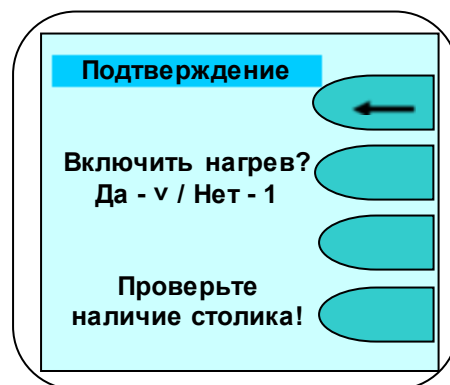 Подтверждение
Включить нагрев?
Да - v / Нет - 1
Проверьте
наличие столика!